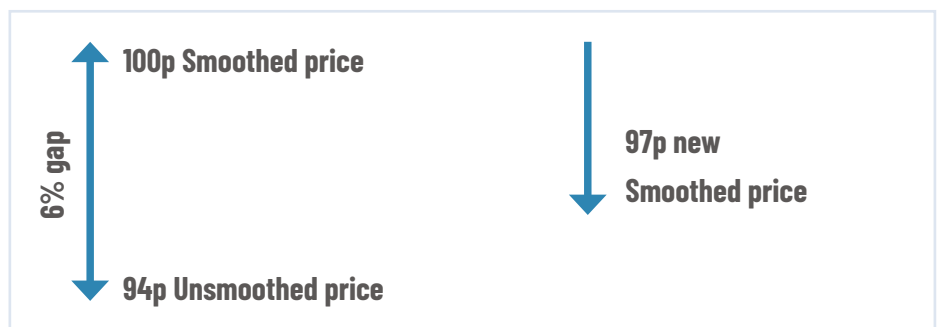 100p Smoothed price
6% gap
94p Unsmoothed price
97p new
Smoothed price